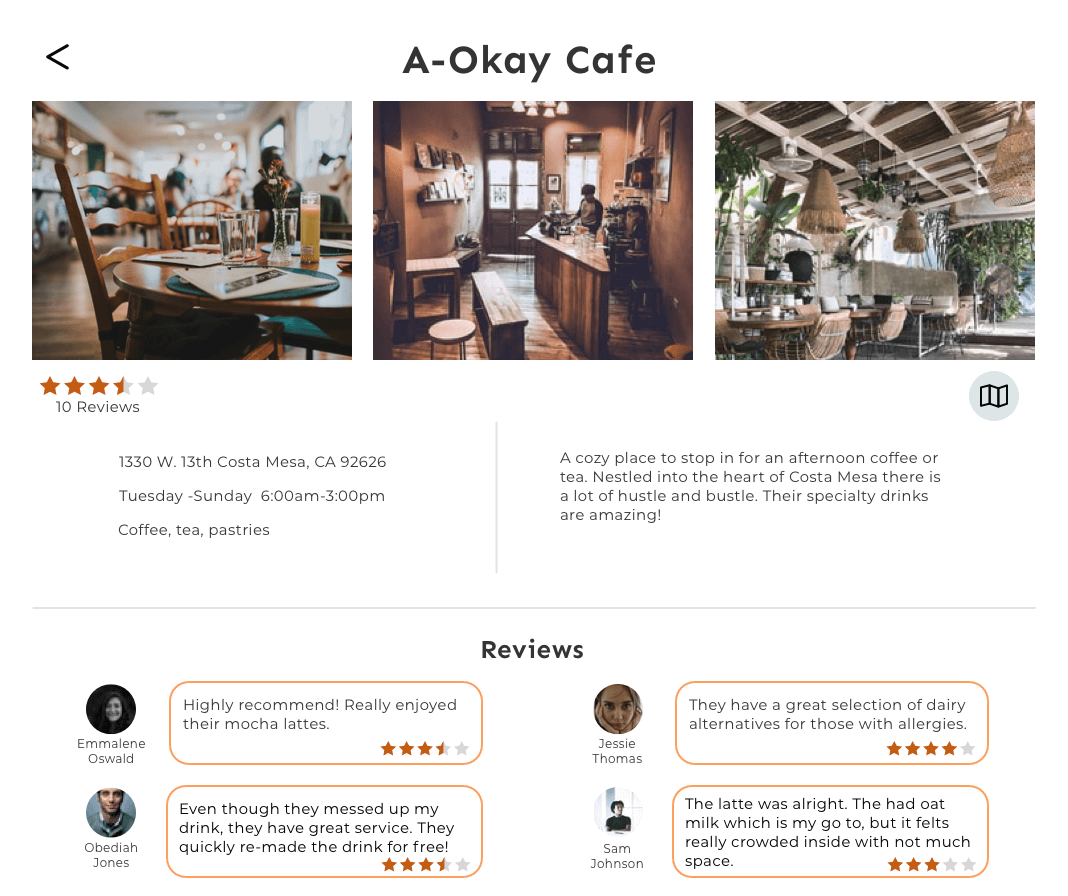 A-Okay Cafe
10 Reviews
1330 W. 13th Costa Mesa, CA 92626
Tuesday -Sunday  6:00am-3:00pm
Coffee, tea, pastries
A cozy place to stop in for an afternoon coffee or
tea. Nestled into the heart of Costa Mesa there is
a lot of hustle and bustle. Their specialty drinks
are amazing!
Reviews
Highly recommend! Really enjoyed
their mocha lattes.
Emmalene
Oswald
They have a great selection of dairy
alternatives for those with allergies.
Jessie
Thomas
Even though they messed up my
drink, they have great service. They
quickly re-made the drink for free!
Obediah
Jones
The latte was alright. The had oat
milk which is my go to, but it felts
really crowded inside with not much
space.
Sam
Johnson